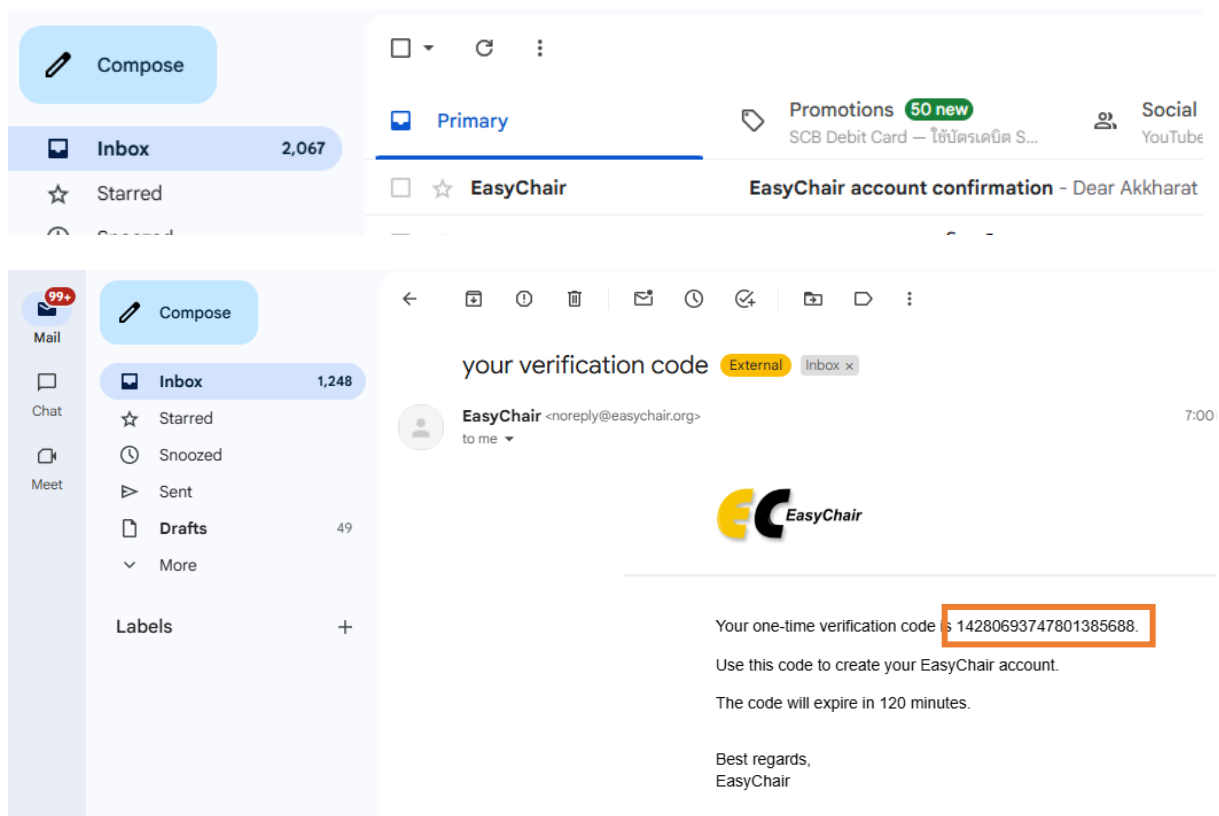 Compose
Inbox 2,067
Starred
Primary
Promotions 50 new
SCB Debit Card — ใช้บัตรเดบิต S...
Social
YouTube
EasyChair EasyChair account confirmation - Dear Akkharat
99+
Mail
Chat
Meet
Compose
Inbox 1,248
Starred
Snoozed
Sent
Drafts 49
More
Labels
your verification code External Inbox ×
EasyChair <noreply@easychair.org> 7:00
to me
EC EasyChair
Your one-time verification code is 14280693747801385688.
Use this code to create your EasyChair account.
The code will expire in 120 minutes.
Best regards,
EasyChair